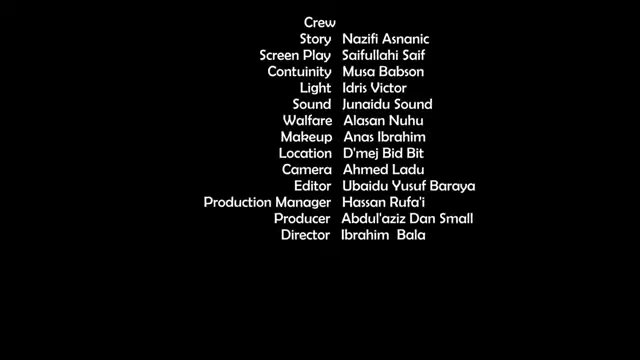 Crew
Story Nazifi Asnanic
Screen Play Saifullahi Saif
Contuinity Musa Babson
Light Idris Victor
Sound Junaidu Sound
Walfare Alasan Nuhu
Makeup Anas Ibrahim
Location D'mej Bid Bit
Camera Ahmed Ladu
Editor Ubaidu Yusuf Baraya
Production Manager Hassan Rufa'i
Producer Abdul'aziz Dan Small
Director Ibrahim Bala